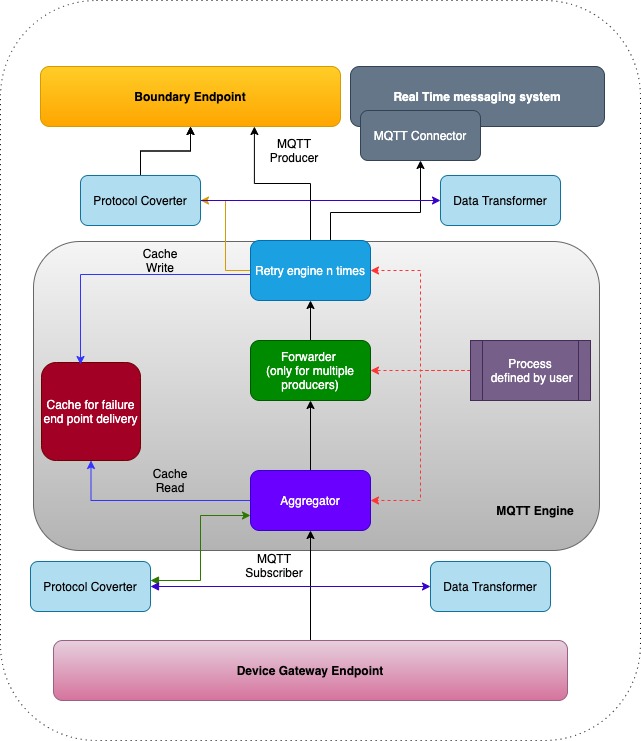 Boundary Endpoint
Real Time messaging system
MQTT Connector
MQTT
Producer
Protocol Coverter
Data Transformer
Cache
Write
Retry engine n times
Forwarder
(only for multiple
producers)
Process
defined by user
Cache for failure
end point delivery
Cache
Read
Aggregator
MQTT Engine
MQTT
Subscriber
Protocol Coverter
Data Transformer
Device Gateway Endpoint